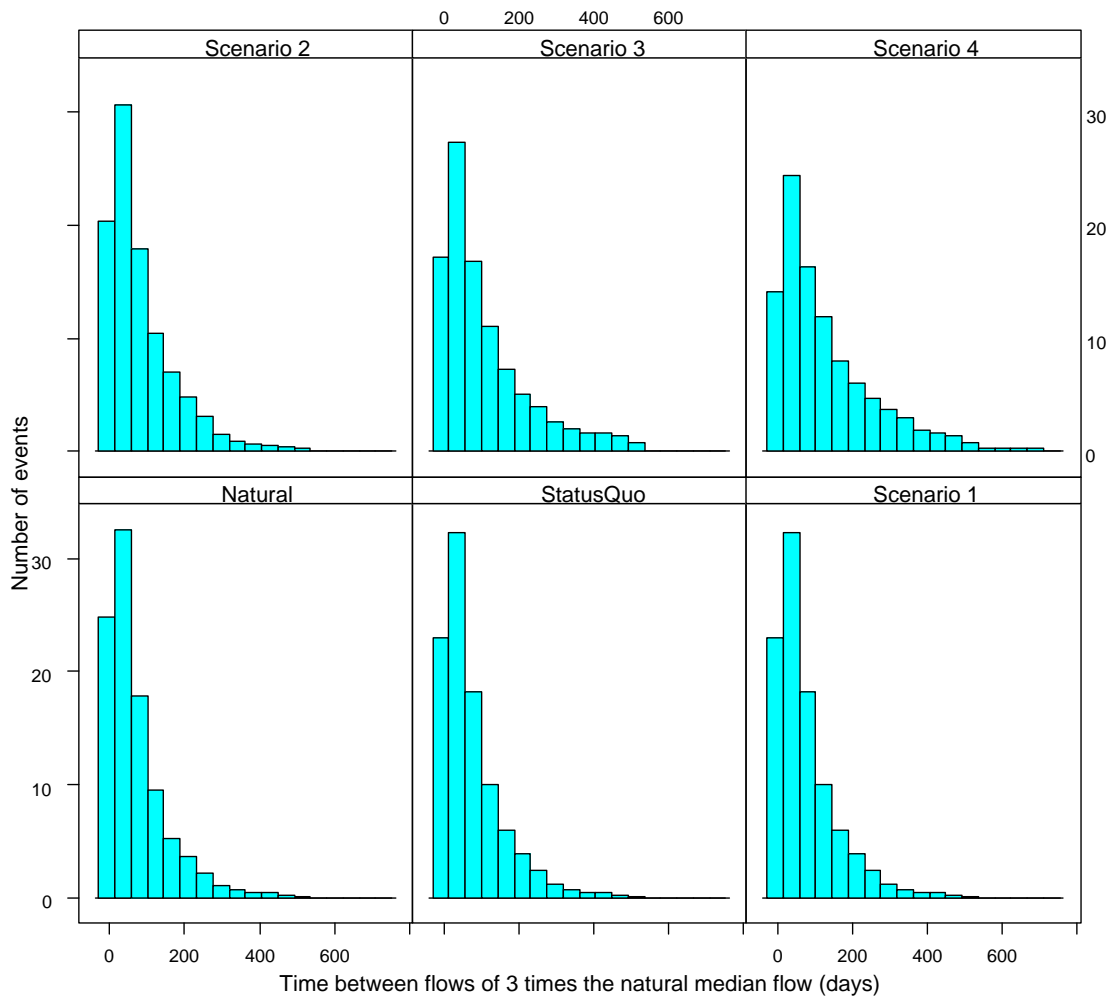 0 200 400 600
Scenario 2 Scenario 3 Scenario 4
30
20
10
0
Natural StatusQuo Scenario 1
Number of events
30
20
10
0
0 200 400 600 0 200 400 600
Time between flows of 3 times the natural median flow (days)